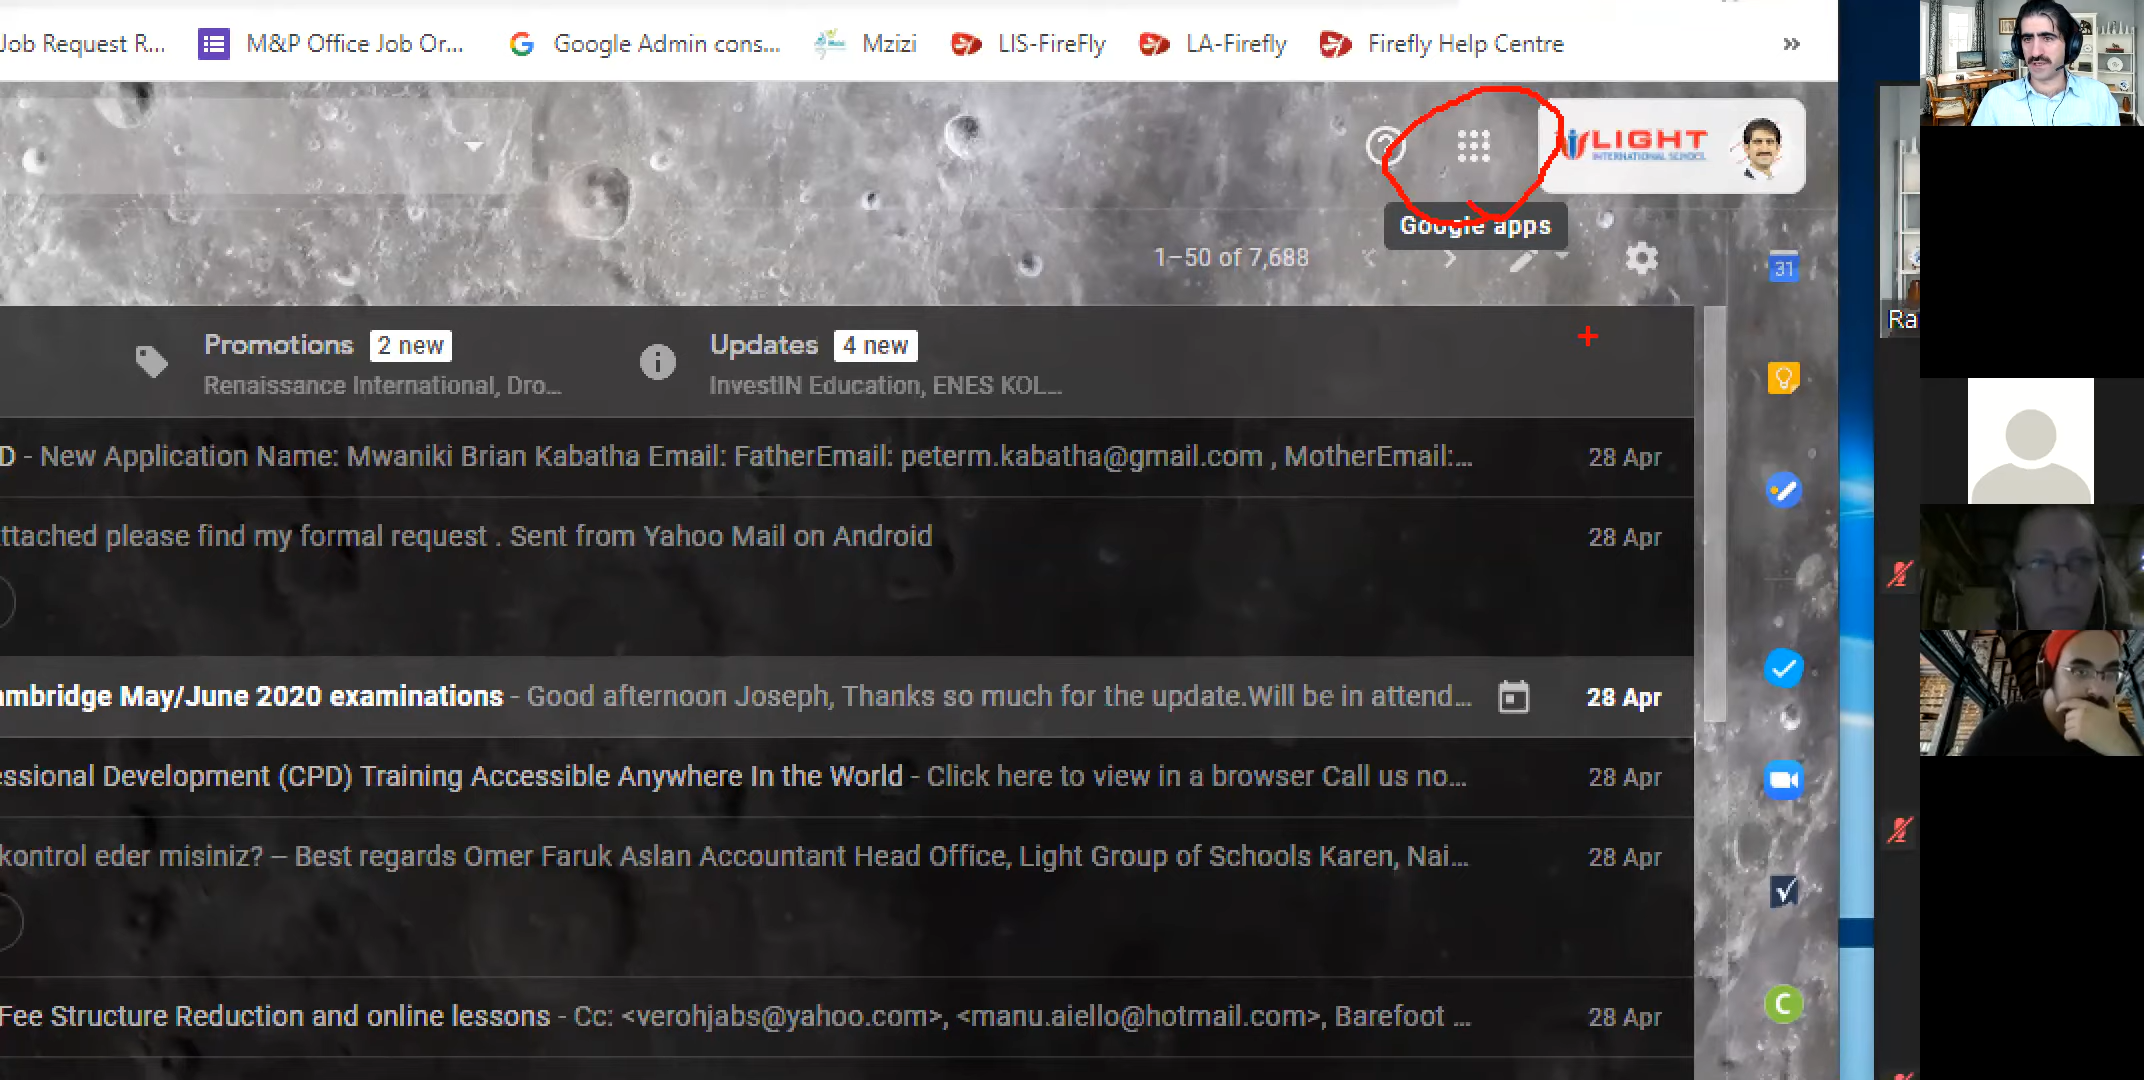 Job Request R...
M&P Office Job Or...
Google Admin cons...
Mzizi
LIS-FireFly
LA-Firefly
Firefly Help Centre
»
LIGHT
INTERNATIONAL SCHOOL
Google apps
1–50 of 7,688
31
Ra
Promotions 2 new
Renaissance International, Dro...
Updates 4 new
InvestIN Education, ENES KOL...
D - New Application Name: Mwaniki Brian Kabatha Email: FatherEmail: peterm.kabatha@gmail.com , MotherEmail:... 28 Apr
ttached please find my formal request . Sent from Yahoo Mail on Android 28 Apr
ambridge May/June 2020 examinations - Good afternoon Joseph, Thanks so much for the update.Will be in attend... 28 Apr
essional Development (CPD) Training Accessible Anywhere In the World - Click here to view in a browser Call us no... 28 Apr
kontrol eder misiniz? – Best regards Omer Faruk Aslan Accountant Head Office, Light Group of Schools Karen, Nai... 28 Apr
Fee Structure Reduction and online lessons - Cc: <verohjabs@yahoo.com>, <manu.aiello@hotmail.com>, Barefoot ... 28 Apr
C